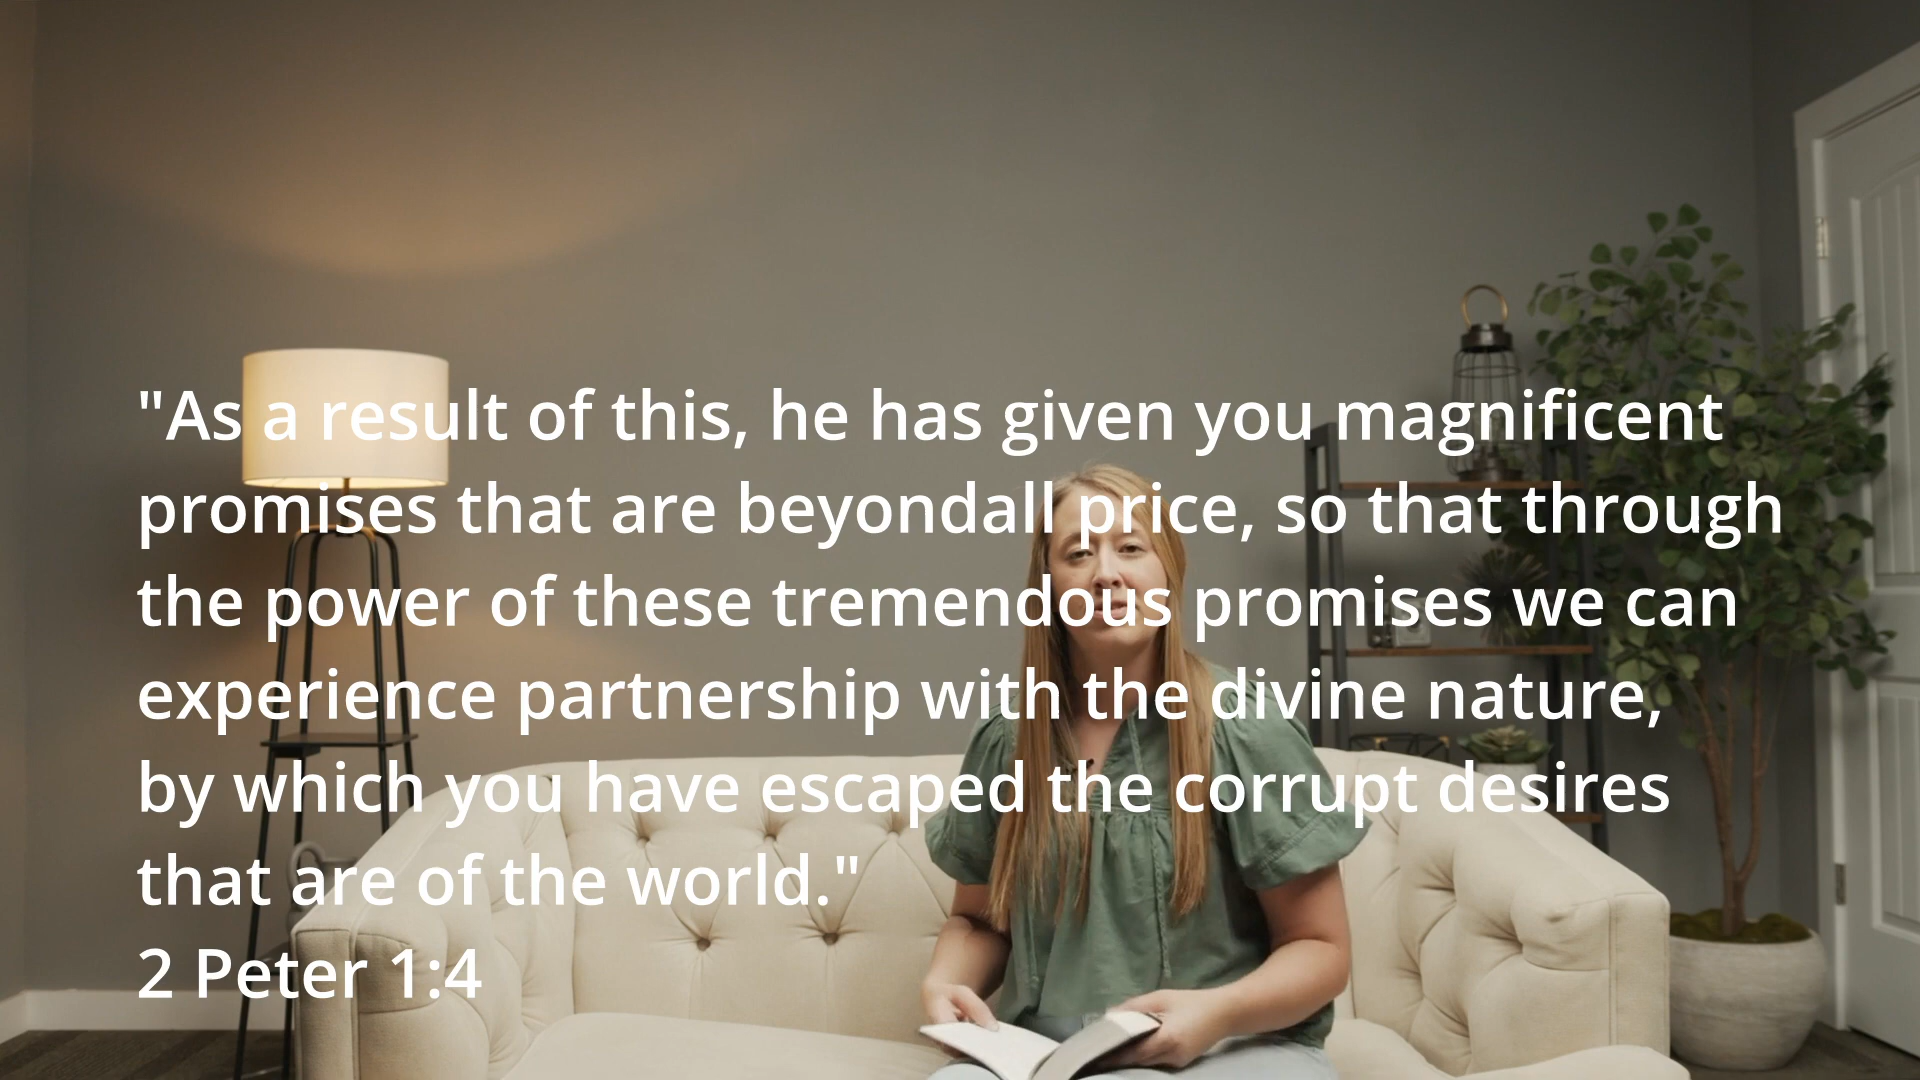 "As a result of this, he has given you magnificent
promises that are beyondall price, so that through
the power of these tremendous promises we can
experience partnership with the divine nature,
by which you have escaped the corrupt desires
that are of the world."
2 Peter 1:4